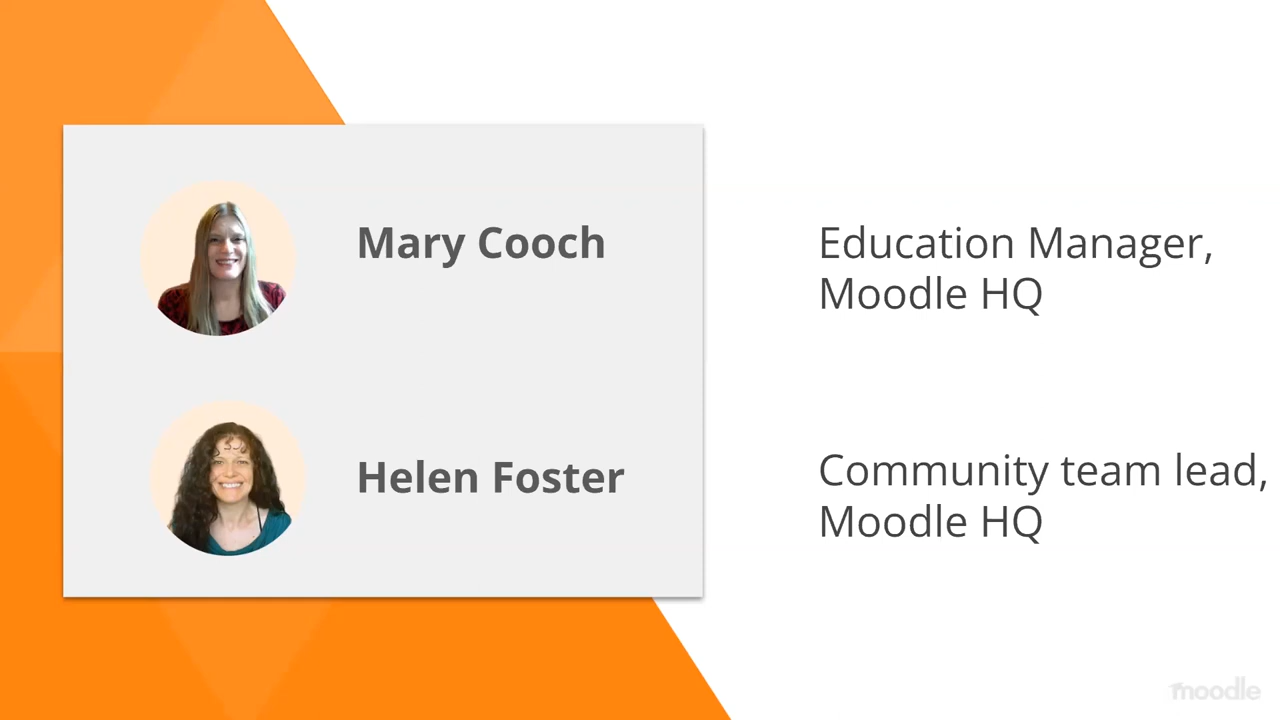 Mary Cooch
Education Manager,
Moodle HQ
Helen Foster
Community team lead,
Moodle HQ
moodle